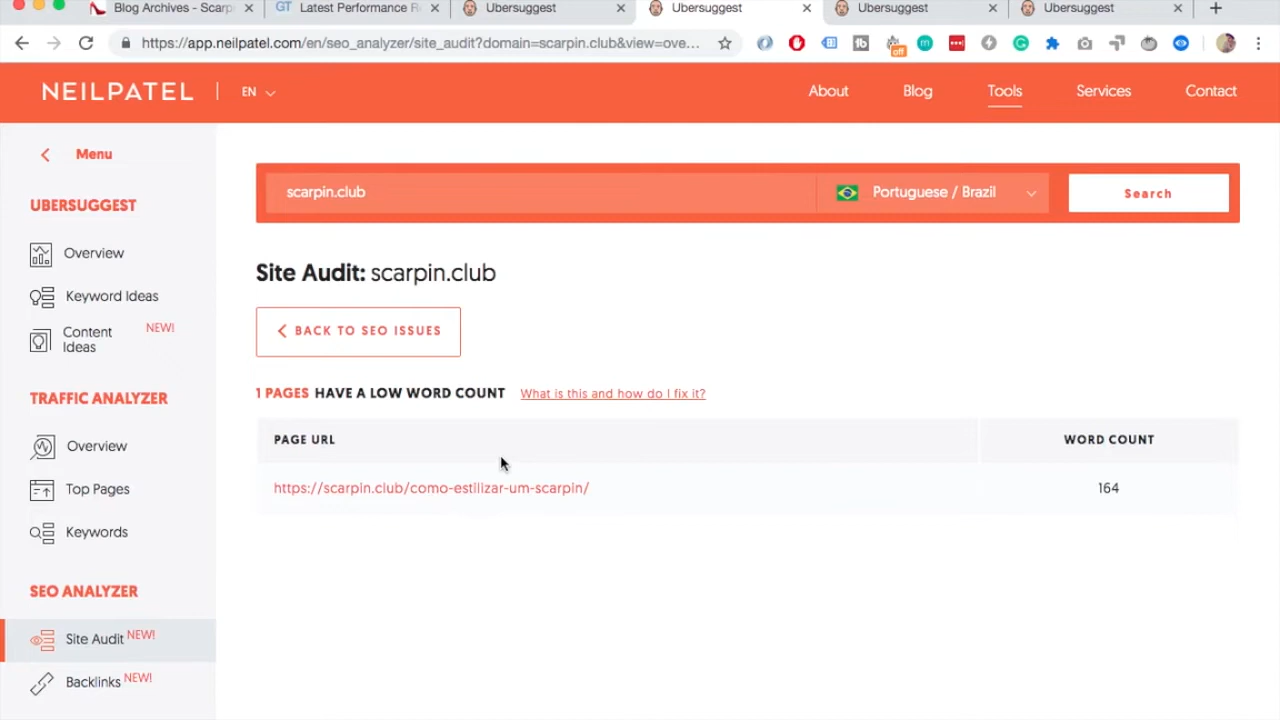 Blog Archives - Scarp
Latest Performance R
Ubersuggest
Ubersuggest
Ubersuggest
Ubersuggest
https://app.neilpatel.com/en/seo_analyzer/site_audit?domain=scarpin.club&view=ove...
off
NEILPATEL
EN
About
Blog
Tools
Services
Contact
Menu
UBERSUGGEST
Overview
Keyword Ideas
Content Ideas
NEW!
TRAFFIC ANALYZER
Overview
Top Pages
Keywords
SEO ANALYZER
Site Audit NEW!
Backlinks NEW!
scarpin.club
Portuguese / Brazil
Search
Site Audit: scarpin.club
BACK TO SEO ISSUES
1 PAGES HAVE A LOW WORD COUNT What is this and how do I fix it?
PAGE URL WORD COUNT
https://scarpin.club/como-estilizar-um-scarpin/ 164